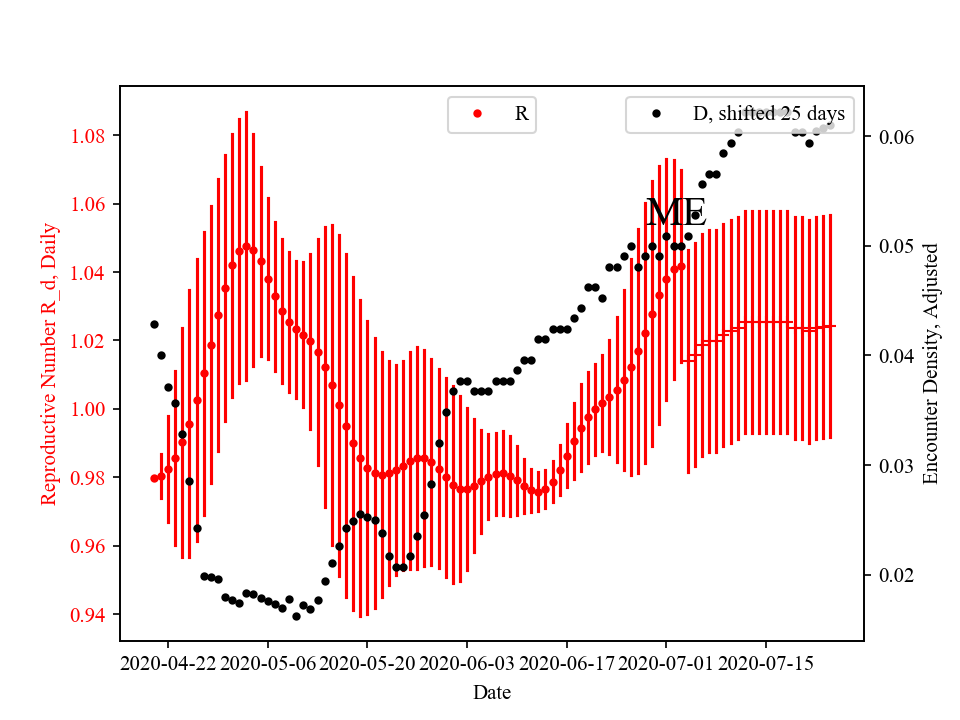 R
D, shifted 25 days
ME
Reproductive Number R_d, Daily
1.08
1.06
1.04
1.02
1.00
0.98
0.96
0.94
0.06
0.05
0.04
0.03
0.02
Encounter Density, Adjusted
2020-04-22 2020-05-06 2020-05-20 2020-06-03 2020-06-17 2020-07-01 2020-07-15
Date